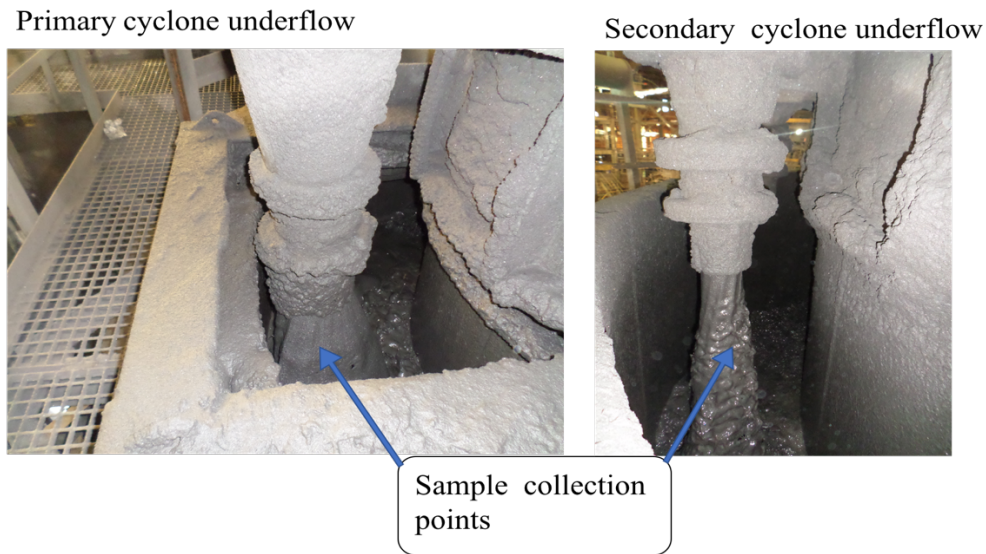 Primary cyclone underflow
Secondary cyclone underflow
Sample collection
points